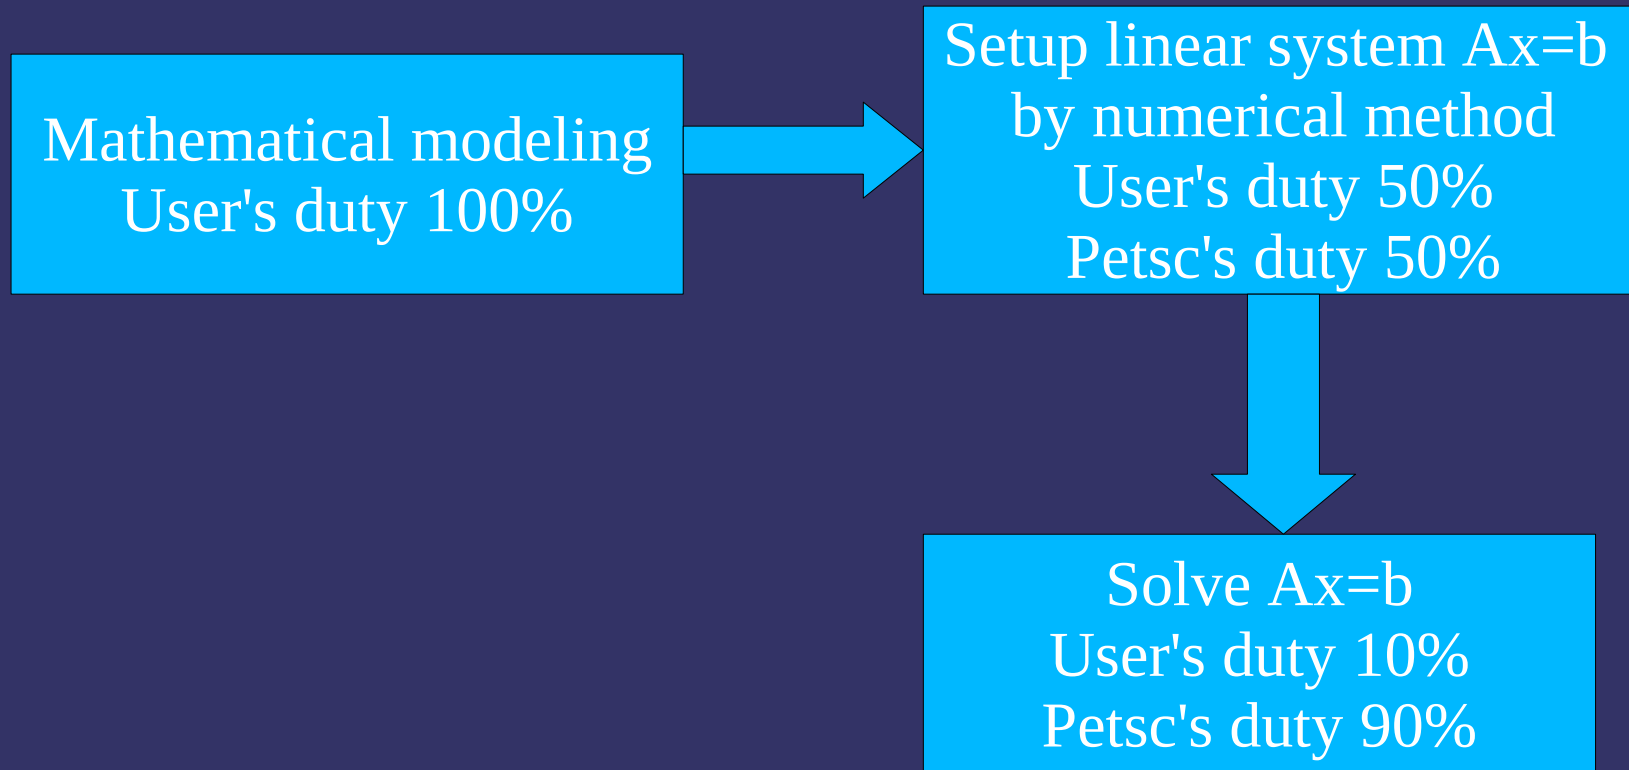 Mathematical modeling
User's duty 100%
Setup linear system Ax=b
by numerical method
User's duty 50%
Petsc's duty 50%
Solve Ax=b
User's duty 10%
Petsc's duty 90%